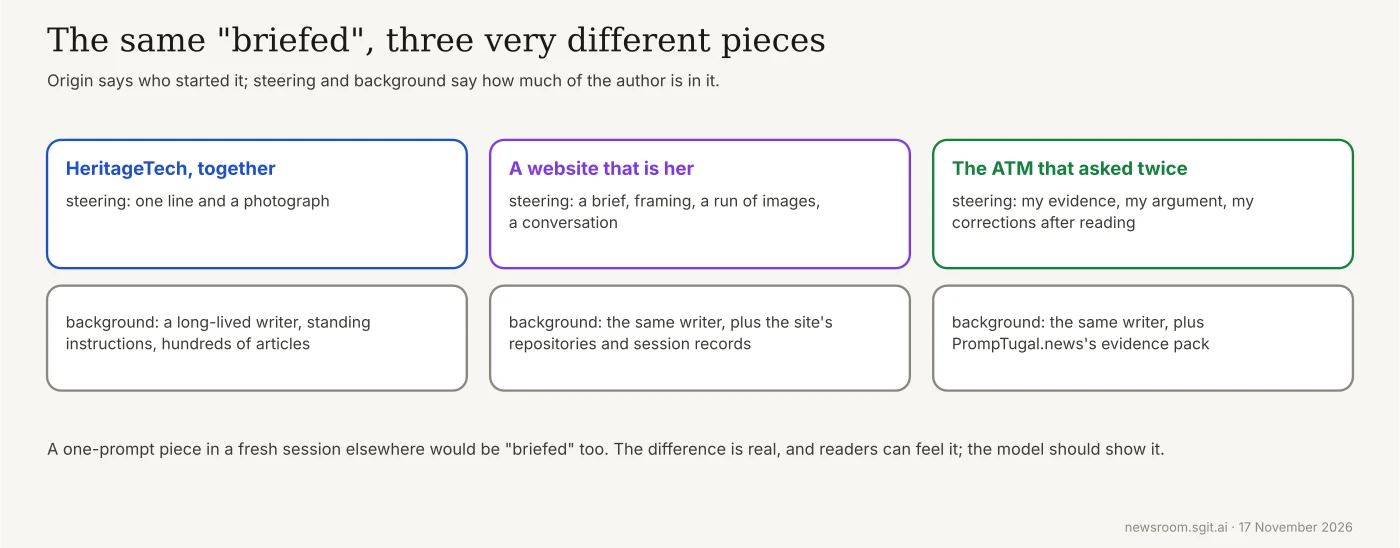 The same "briefed", three very different pieces
Origin says who started it; steering and background say how much of the author is in it.
HeritageTech, together
steering: one line and a photograph
A website that is her
steering: a brief, framing, a run of images,
a conversation
The ATM that asked twice
steering: my evidence, my argument, my
corrections after reading
background: a long-lived writer, standing
instructions, hundreds of articles
background: the same writer, plus the site's
repositories and session records
background: the same writer, plus
PrompTugal.news's evidence pack
A one-prompt piece in a fresh session elsewhere would be "briefed" too. The difference is real, and readers can feel it; the model should show it.
newsroom.sgit.ai · 17 November 2026